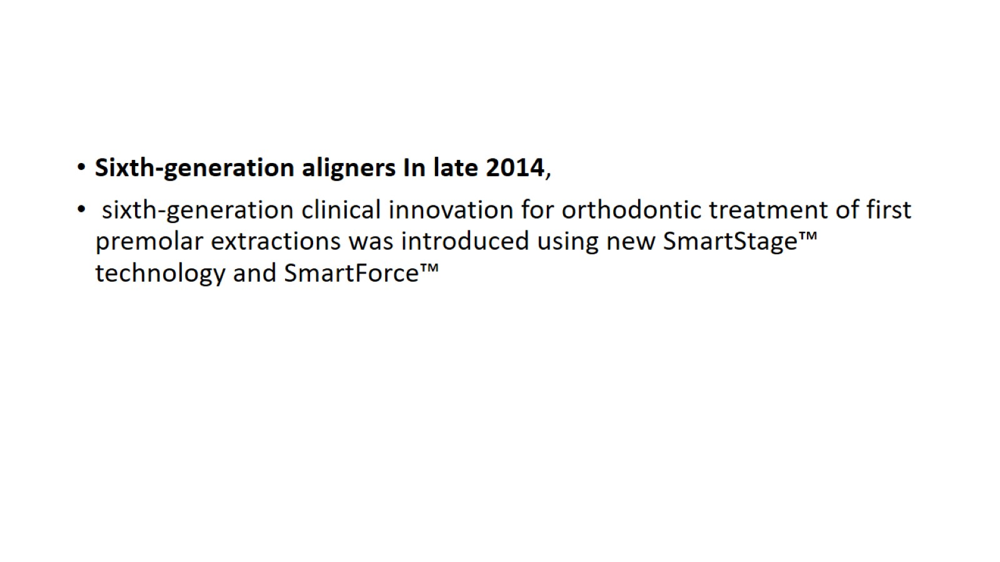 • Sixth-generation aligners In late 2014,
• sixth-generation clinical innovation for orthodontic treatment of first
premolar extractions was introduced using new SmartStage™
technology and SmartForce™